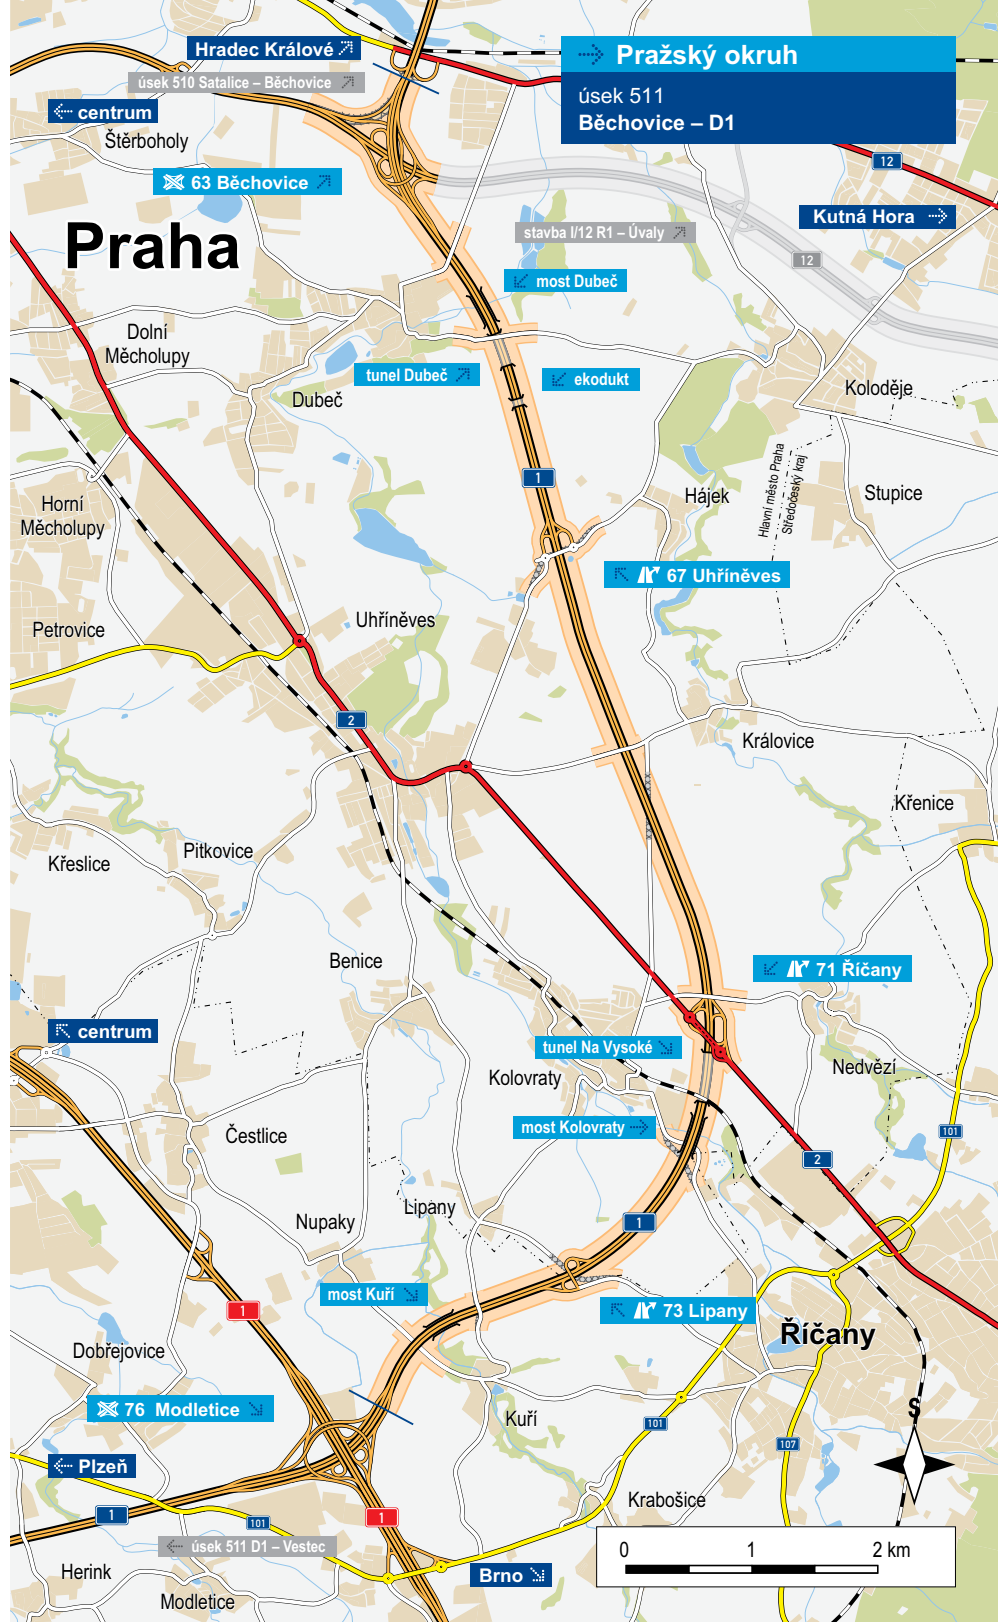 Hradec Králové
úsek 510 Satalice – Běchovice
Pražský okruh
úsek 511
Běchovice – D1
centrum
Štěrboholy
12
63 Běchovice
Kutná Hora
Praha
stavba I/12 R1 – Úvaly
12
most Dubeč
Dolní
Měcholupy
tunel Dubeč
ekodukt
Koloděje
Dubeč
1
Hlavní město Praha
Středočeský kraj
Hájek
Stupice
Horní
Měcholupy
67 Uhříněves
Petrovice
Uhříněves
2
Královice
Křenice
Pitkovice
Křeslice
Benice
71 Říčany
centrum
tunel Na Vysoké
Kolovraty
Nedvězí
most Kolovraty
101
Čestlice
2
Lipany
Nupaky
1
most Kuří
1
73 Lipany
Říčany
Dobřejovice
76 Modletice
S
Kuří
101
107
Plzeň
Krabošice
1
101
1
úsek 511 D1 – Vestec
0 1 2 km
Herink
Brno
Modletice